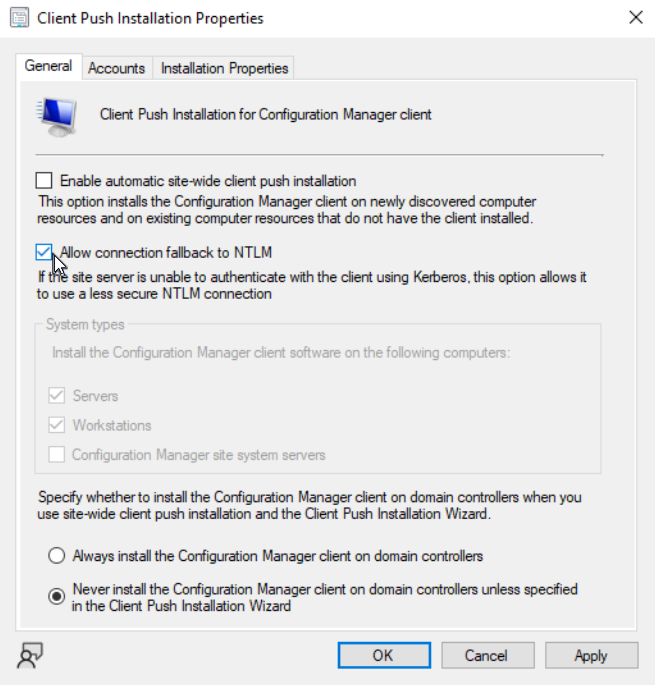 Client Push Installation Properties
General
Accounts
Installation Properties
Client Push Installation for Configuration Manager client
Enable automatic site-wide client push installation
This option installs the Configuration Manager client on newly discovered computer
resources and on existing computer resources that do not have the client installed.
Allow connection fallback to NTLM
If the site server is unable to authenticate with the client using Kerberos, this option allows it
to use a less secure NTLM connection
System types
Install the Configuration Manager client software on the following computers:
Servers
Workstations
Configuration Manager site system servers
Specify whether to install the Configuration Manager client on domain controllers when you
use site-wide client push installation and the Client Push Installation Wizard.
Always install the Configuration Manager client on domain controllers
Never install the Configuration Manager client on domain controllers unless specified
in the Client Push Installation Wizard
OK
Cancel
Apply